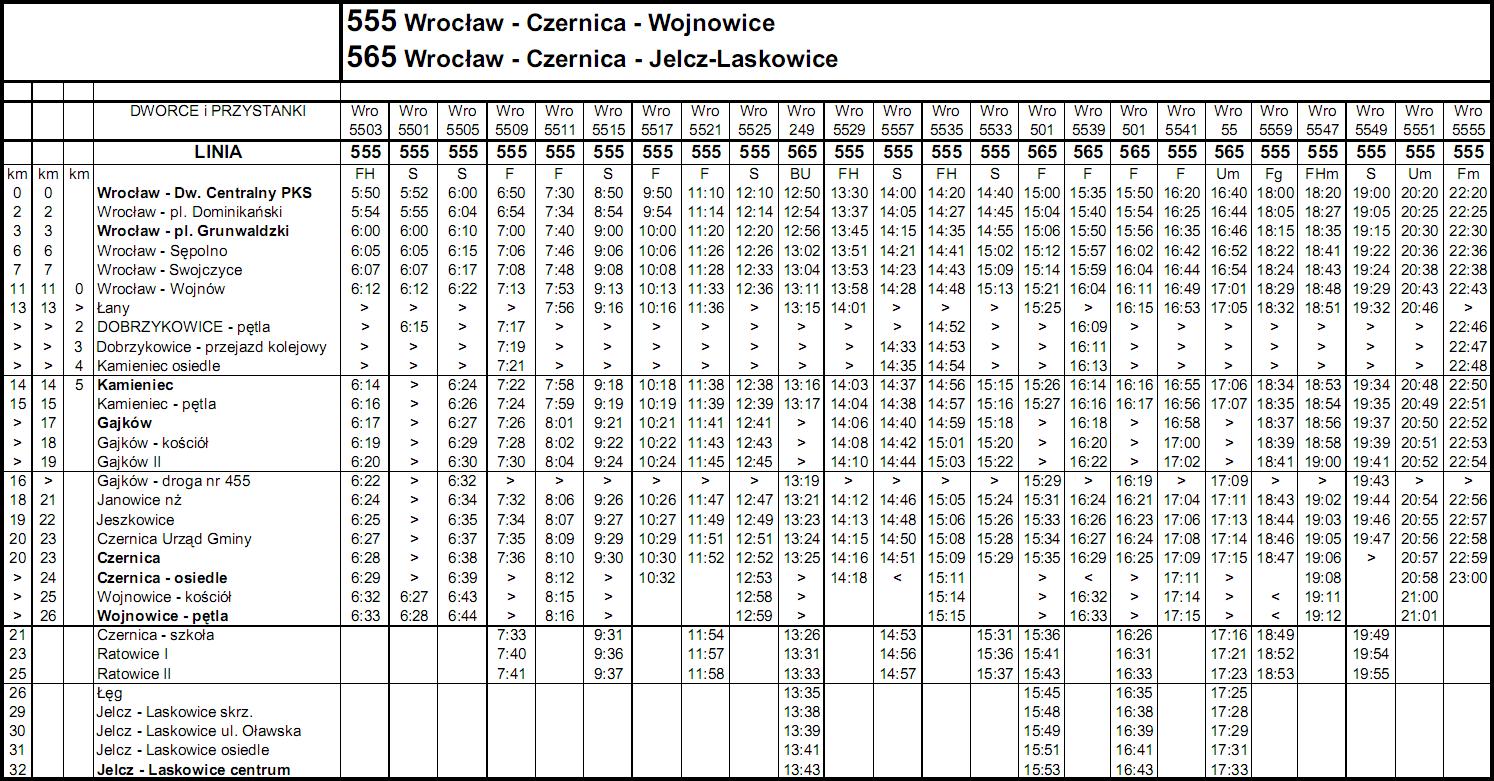 555 Wrocław - Czernica - Wojnowice
565 Wrocław - Czernica - Jelcz-Laskowice
DWORCE i PRZYSTANKI Wro Wro Wro Wro Wro Wro Wro Wro Wro Wro Wro Wro Wro Wro Wro Wro Wro Wro Wro Wro Wro Wro Wro Wro
5503 5501 5505 5509 5511 5515 5517 5521 5525 249 5529 5557 5535 5533 501 5539 501 5541 55 5559 5547 5549 5551 5555
LINIA 555 555 555 555 555 555 555 555 555 565 555 555 555 555 565 555 565 555 565 555 555 555 555 555
km km km FH S S F F S F F S BU FH S FH S F F F F Um Fg FHm S Um Fm
0 0 Wrocław - Dw. Centralny PKS 5:50 5:52 6:00 6:50 7:30 8:50 9:50 11:10 12:10 12:50 13:30 14:00 14:20 14:40 15:00 15:35 15:50 16:20 16:40 18:00 18:20 19:00 20:20 22:20
2 2 Wrocław - pl. Dominikański 5:54 5:55 6:04 6:54 7:34 8:54 9:54 11:14 12:14 12:54 13:37 14:05 14:27 14:45 15:04 15:40 15:54 16:25 16:44 18:05 18:27 19:05 20:25 22:25
3 3 Wrocław - pl. Grunwaldzki 6:00 6:00 6:10 7:00 7:40 9:00 10:00 11:20 12:20 12:56 13:45 14:15 14:35 14:55 15:06 15:50 15:56 16:35 16:46 18:15 18:35 19:15 20:30 22:30
6 6 Wrocław - Sępolno 6:05 6:05 6:15 7:06 7:46 9:06 10:06 11:26 12:26 13:02 13:51 14:21 14:41 15:02 15:12 15:57 16:02 16:42 16:52 18:22 18:41 19:22 20:36 22:36
7 7 Wrocław - Swojczyce 6:07 6:07 6:17 7:08 7:48 9:08 10:08 11:28 12:33 13:04 13:53 14:23 14:43 15:09 15:14 15:59 16:04 16:44 16:54 18:24 18:43 19:24 20:38 22:38
11 11 0 Wrocław - Wojnów 6:12 6:12 6:22 7:13 7:53 9:13 10:13 11:33 12:36 13:11 13:58 14:28 14:48 15:13 15:21 16:04 16:11 16:49 17:01 18:29 18:48 19:29 20:43 22:43
13 13 > Łany > > > > 7:56 9:16 10:16 11:36 > 13:15 14:01 > > > 15:25 > 16:15 16:53 17:05 18:32 18:51 19:32 20:46 >
> > 2 DOBRZYKOWICE - pętla > 6:15 > 7:17 > > > > > > > > 14:52 > > 16:09 > > > > > > > 22:46
> > 3 Dobrzykowice - przejazd kolejowy > > > 7:19 > > > > > > > 14:33 14:53 > > 16:11 > > > > > > > 22:47
> > 4 Kamieniec osiedle > > > 7:21 > > > > > > > 14:35 14:54 > > 16:13 > > > > > > > 22:48
14 14 5 Kamieniec 6:14 > 6:24 7:22 7:58 9:18 10:18 11:38 12:38 13:16 14:03 14:37 14:56 15:15 15:26 16:14 16:16 16:55 17:06 18:34 18:53 19:34 20:48 22:50
15 15 Kamieniec - pętla 6:16 > 6:26 7:24 7:59 9:19 10:19 11:39 12:39 13:17 14:04 14:38 14:57 15:16 15:27 16:16 16:17 16:56 17:07 18:35 18:54 19:35 20:49 22:51
> 17 Gajków 6:17 > 6:27 7:26 8:01 9:21 10:21 11:41 12:41 > 14:06 14:40 14:59 15:18 > 16:18 > 16:58 > 18:37 18:56 19:37 20:50 22:52
> 18 Gajków - kościół 6:19 > 6:29 7:28 8:02 9:22 10:22 11:43 12:43 > 14:08 14:42 15:01 15:20 > 16:20 > 17:00 > 18:39 18:58 19:39 20:51 22:53
> 19 Gajków II 6:20 > 6:30 7:30 8:04 9:24 10:24 11:45 12:45 > 14:10 14:44 15:03 15:22 > 16:22 > 17:02 > 18:41 19:00 19:41 20:52 22:54
16 > Gajków - droga nr 455 6:22 > 6:32 > > > > > > 13:19 > > > > 15:29 > 16:19 > 17:09 > > 19:43 > >
18 21 Janowice nż 6:24 > 6:34 7:32 8:06 9:26 10:26 11:47 12:47 13:21 14:12 14:46 15:05 15:24 15:31 16:24 16:21 17:04 17:11 18:43 19:02 19:44 20:54 22:56
19 22 Jeszkowice 6:25 > 6:35 7:34 8:07 9:27 10:27 11:49 12:49 13:23 14:13 14:48 15:06 15:26 15:33 16:26 16:23 17:06 17:13 18:44 19:03 19:46 20:55 22:57
20 23 Czernica Urząd Gminy 6:27 > 6:37 7:35 8:09 9:29 10:29 11:51 12:51 13:24 14:15 14:50 15:08 15:28 15:34 16:27 16:24 17:08 17:14 18:46 19:05 19:47 20:56 22:58
20 23 Czernica 6:28 > 6:38 7:36 8:10 9:30 10:30 11:52 12:52 13:25 14:16 14:51 15:09 15:29 15:35 16:29 16:25 17:09 17:15 18:47 19:06 > 20:57 22:59
> 24 Czernica - osiedle 6:29 > 6:39 > 8:12 > 10:32 12:53 > 14:18 < 15:11 > < > 17:11 > 19:08 20:58 23:00
> 25 Wojnowice - kościół 6:32 6:27 6:43 > 8:15 > 12:58 > 15:14 > 16:32 > 17:14 > < 19:11 21:00
> 26 Wojnowice - pętla 6:33 6:28 6:44 > 8:16 > 12:59 > 15:15 > 16:33 > 17:15 > < 19:12 21:01
21 Czernica - szkoła 7:33 9:31 11:54 13:26 14:53 15:31 15:36 16:26 17:16 18:49 19:49
23 Ratowice I 7:40 9:36 11:57 13:31 14:56 15:36 15:41 16:31 17:21 18:52 19:54
25 Ratowice II 7:41 9:37 11:58 13:33 14:57 15:37 15:43 16:33 17:23 18:53 19:55
26 Łęg 13:35 15:45 16:35 17:25
29 Jelcz - Laskowice skrz. 13:38 15:48 16:38 17:28
30 Jelcz - Laskowice ul. Oławska 13:39 15:49 16:39 17:29
31 Jelcz - Laskowice osiedle 13:41 15:51 16:41 17:31
32 Jelcz - Laskowice centrum 13:43 15:53 16:43 17:33